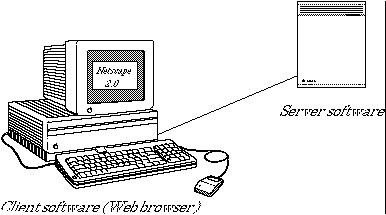 Netscape
2.0
Server software
Client software (Web browser)